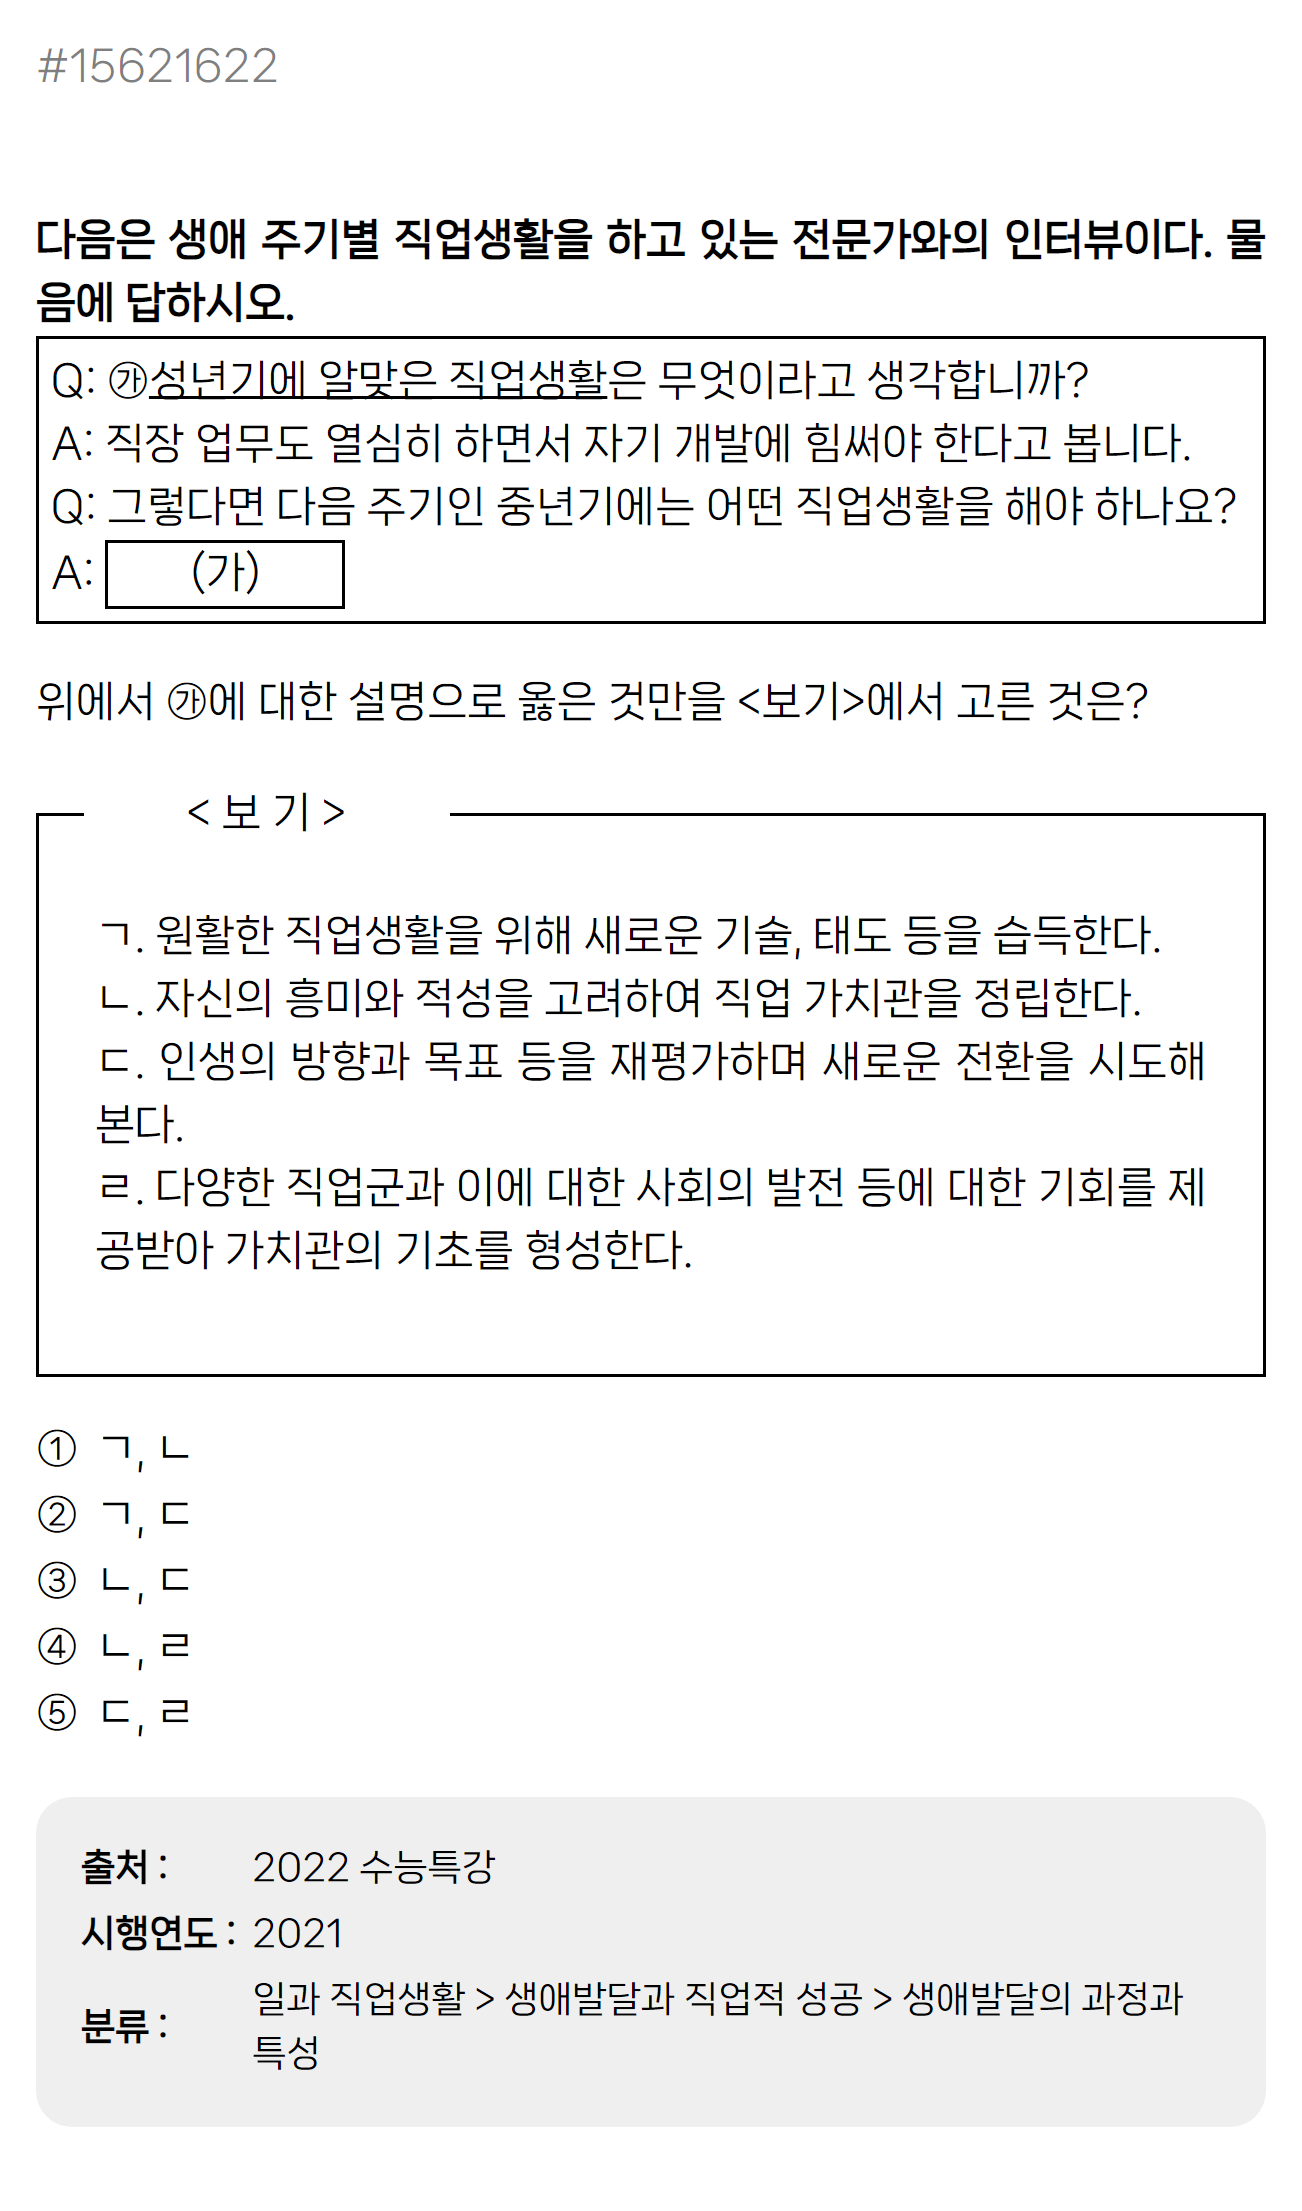 #15621622
다음은 생애 주기별 직업생활을 하고 있는 전문가와의 인터뷰이다. 물
음에 답하시오.
Q: ㉮성년기에 알맞은 직업생활은 무엇이라고 생각합니까?
A: 직장 업무도 열심히 하면서 자기 개발에 힘써야 한다고 봅니다.
Q: 그렇다면 다음 주기인 중년기에는 어떤 직업생활을 해야 하나요?
A: (가)
위에서 ㉮에 대한 설명으로 옳은 것만을 <보기>에서 고른 것은?
< 보 기 >
ㄱ. 원활한 직업생활을 위해 새로운 기술, 태도 등을 습득한다.
ㄴ. 자신의 흥미와 적성을 고려하여 직업 가치관을 정립한다.
ㄷ. 인생의 방향과 목표 등을 재평가하며 새로운 전환을 시도해
본다.
ㄹ. 다양한 직업군과 이에 대한 사회의 발전 등에 대한 기회를 제
공받아 가치관의 기초를 형성한다.
① ㄱ, ㄴ
② ㄱ, ㄷ
③ ㄴ, ㄷ
④ ㄴ, ㄹ
⑤ ㄷ, ㄹ
출처 : 2022 수능특강
시행연도 : 2021
분류 : 일과 직업생활 > 생애발달과 직업적 성공 > 생애발달의 과정과
특성